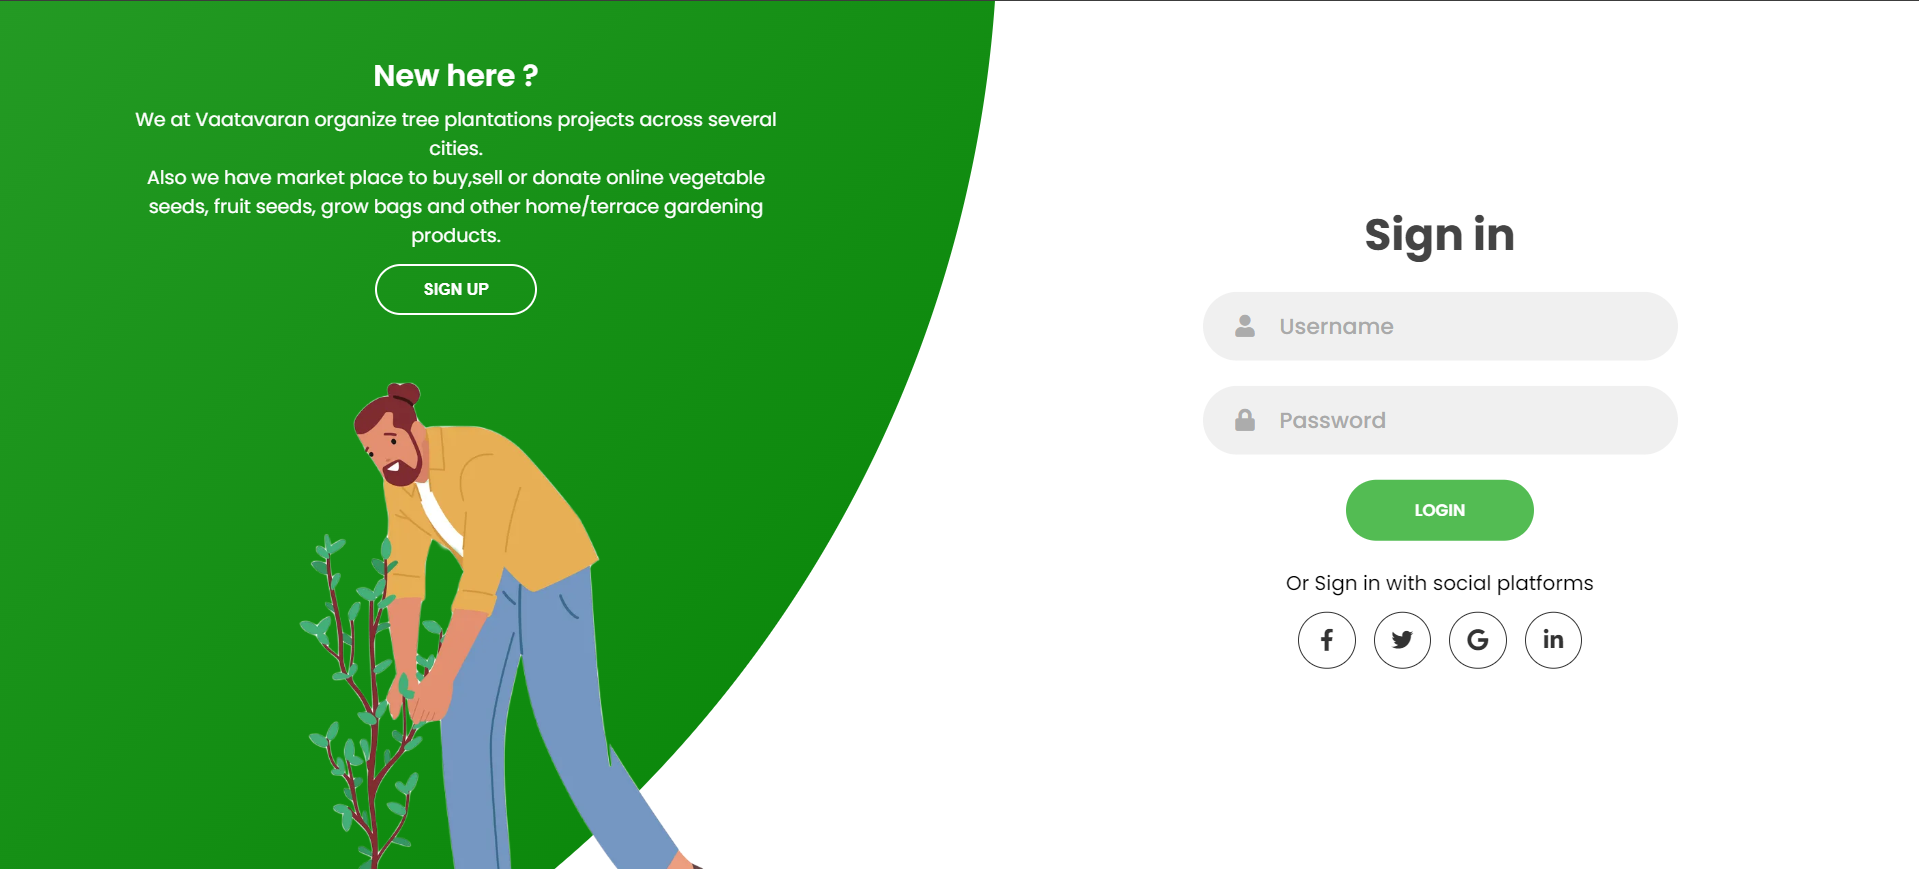 New here ?
We at Vaatavaran organize tree plantations projects across several
cities.
Also we have market place to buy,sell or donate online vegetable
seeds, fruit seeds, grow bags and other home/terrace gardening
products.
SIGN UP
Sign in
Username
Password
LOGIN
Or Sign in with social platforms